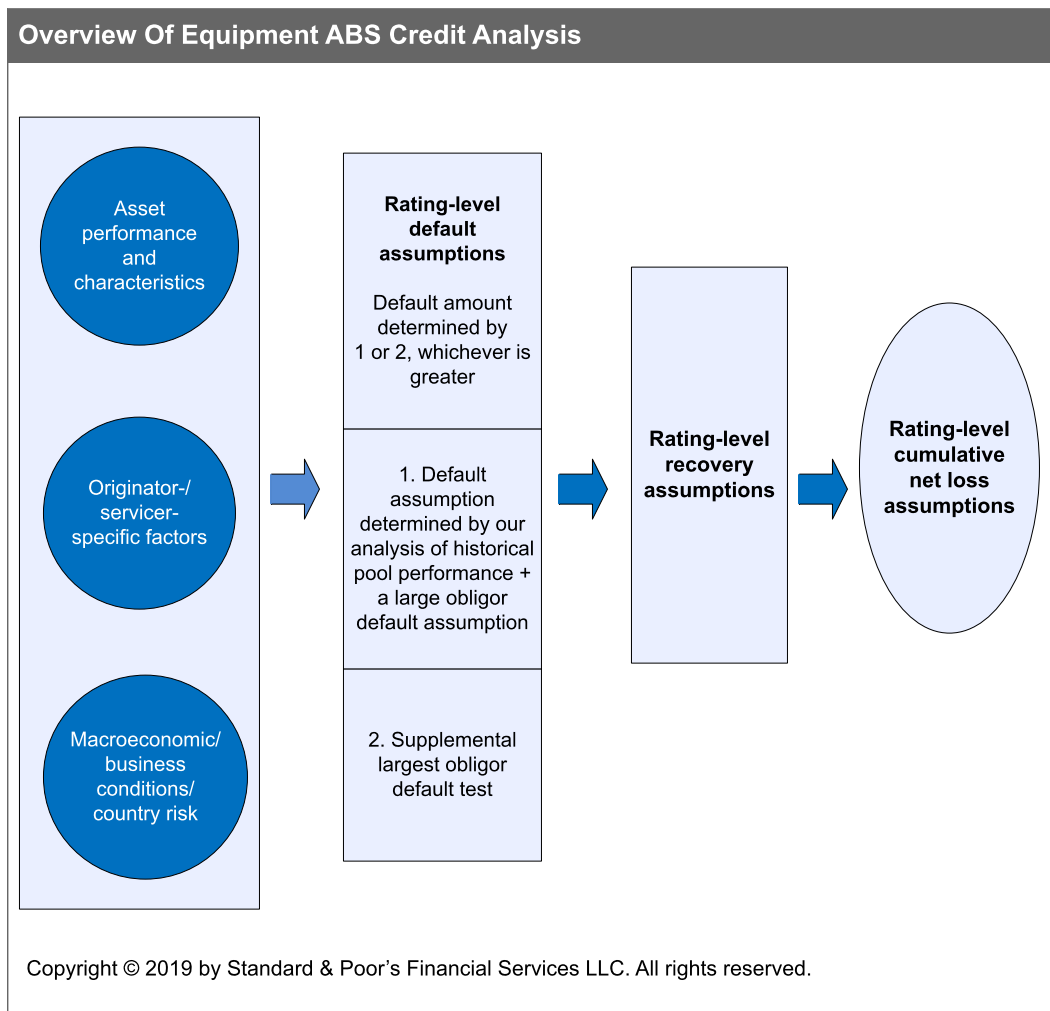 Overview Of Equipment ABS Credit Analysis
Asset
performance
and
characteristics
Originator-/
servicer-
specific factors
Macroeconomic/
business
conditions/
country risk
Rating-level
default
assumptions
Default amount
determined by
1 or 2, whichever is
greater
1. Default
assumption
determined by our
analysis of historical
pool performance +
a large obligor
default assumption
2. Supplemental
largest obligor
default test
Rating-level
recovery
assumptions
Rating-level
cumulative
net loss
assumptions
Copyright © 2019 by Standard & Poor’s Financial Services LLC. All rights reserved.